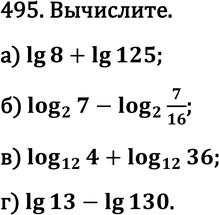 495. Вычислите.
а) lg 8 + lg 125;
б) log₂ 7 − log₂ 7/16;
в) log₁₂ 4 + log₁₂ 36;
г) lg 13 − lg 130.